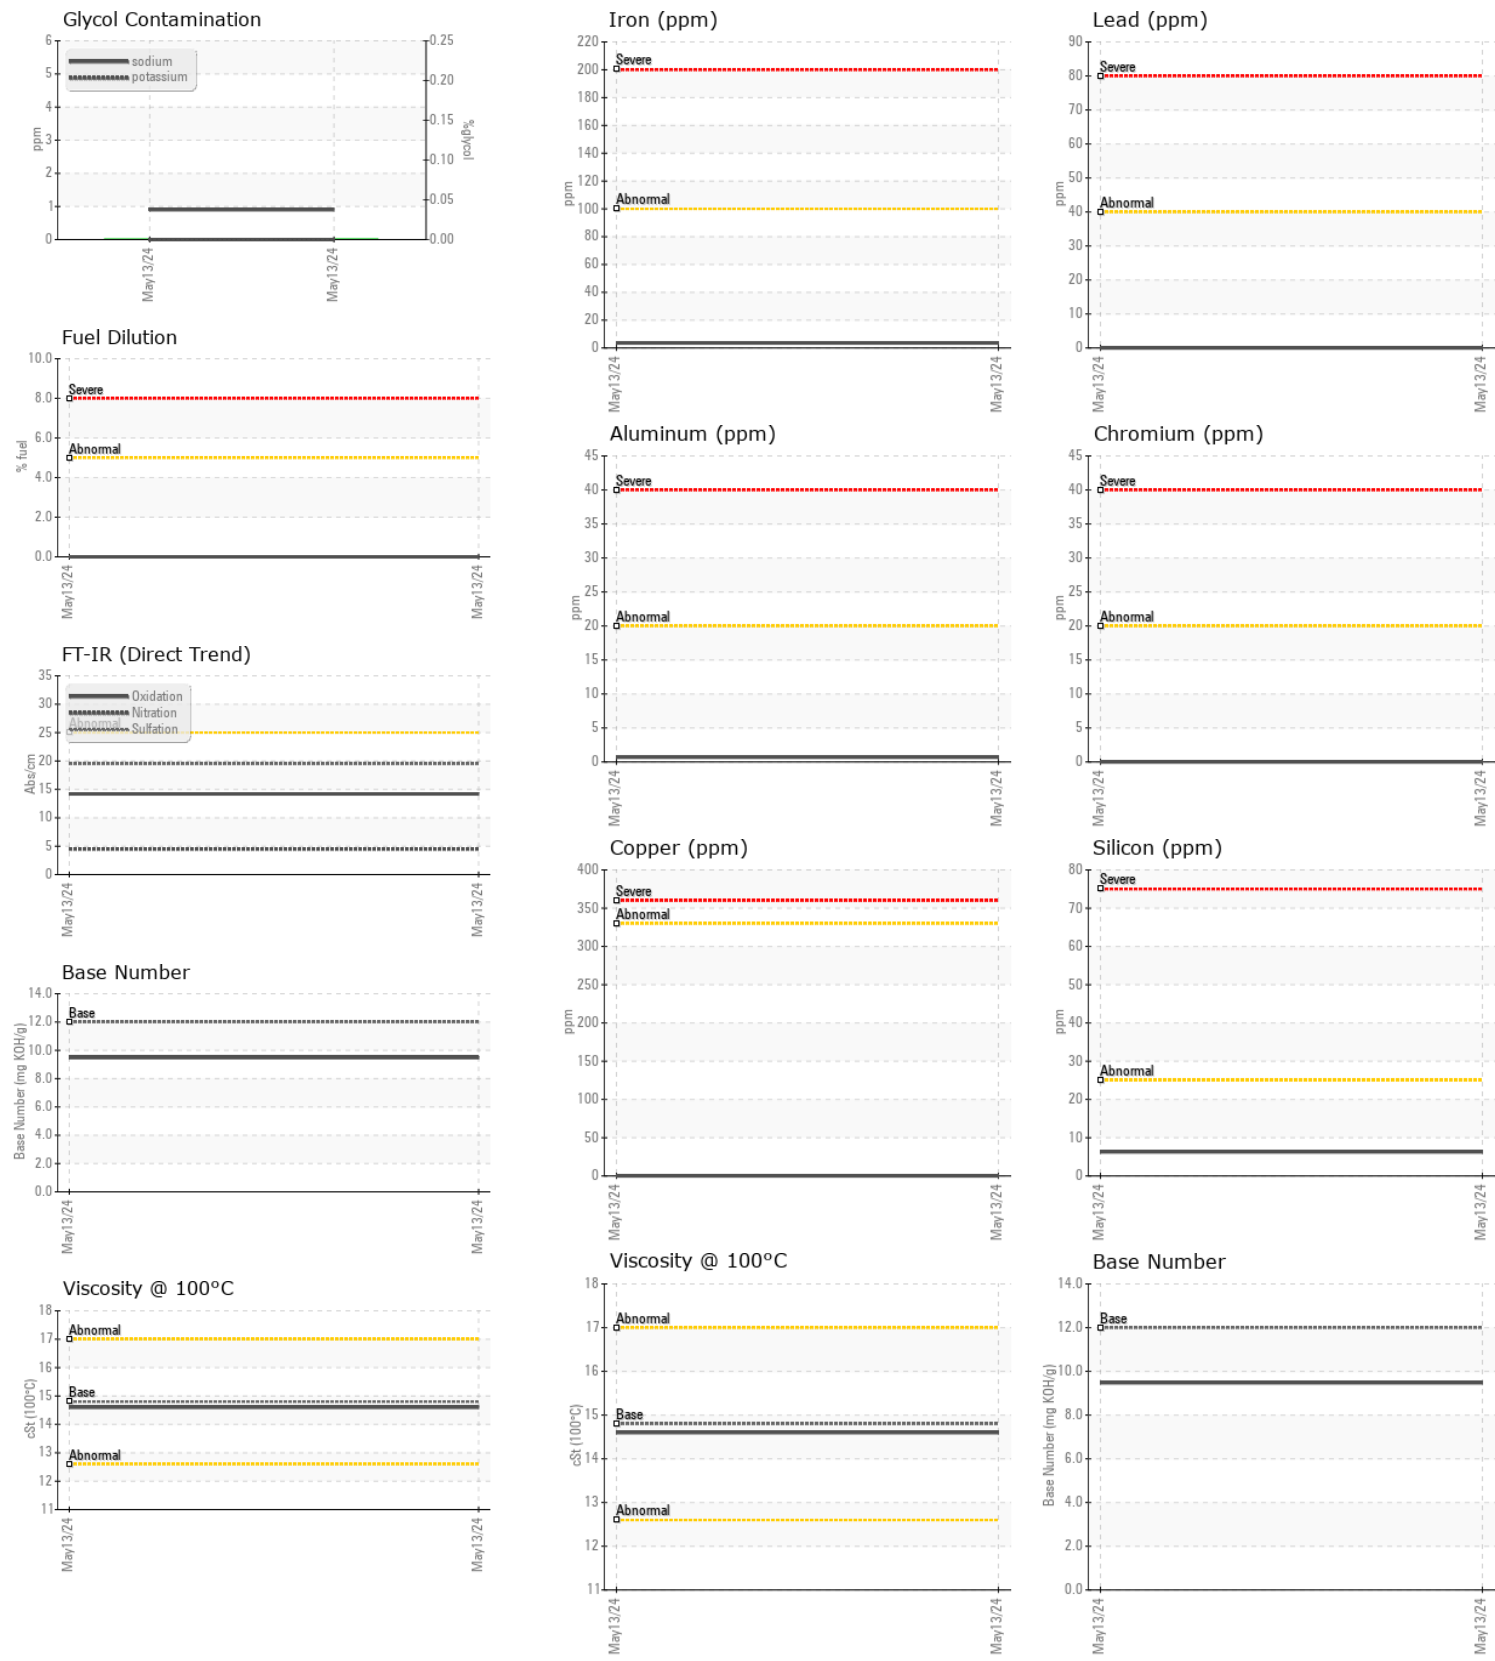 Glycol Contamination
6
5
4
3
2
1
0
ppm
0.25
0.20
0.15
0.10
0.05
0.00
%glycol
sodium
potassium
May13/24
May13/24
Fuel Dilution
10.0
8.0
6.0
4.0
2.0
0.0
% fuel
Severe
Abnormal
May13/24
May13/24
FT-IR (Direct Trend)
35
30
25
20
15
10
5
0
Abs/cm
Oxidation
Nitration
Abnormal
Sulfation
May13/24
May13/24
Base Number
14.0
12.0
10.0
8.0
6.0
4.0
2.0
0.0
Base Number (mg KOH/g)
Base
May13/24
May13/24
Viscosity @ 100°C
18
17
16
15
14
13
12
11
cSt (100°C)
Abnormal
Base
Abnormal
May13/24
May13/24
Iron (ppm)
220
200
180
160
140
120
100
80
60
40
20
0
ppm
Severe
Abnormal
May13/24
May13/24
Lead (ppm)
90
80
70
60
50
40
30
20
10
0
ppm
Severe
Abnormal
May13/24
May13/24
Aluminum (ppm)
45
40
35
30
25
20
15
10
5
0
ppm
Severe
Abnormal
May13/24
May13/24
Chromium (ppm)
45
40
35
30
25
20
15
10
5
0
ppm
Severe
Abnormal
May13/24
May13/24
Copper (ppm)
400
350
300
250
200
150
100
50
0
ppm
Severe
Abnormal
May13/24
May13/24
Silicon (ppm)
80
70
60
50
40
30
20
10
0
ppm
Severe
Abnormal
May13/24
May13/24
Viscosity @ 100°C
18
17
16
15
14
13
12
11
cSt (100°C)
Abnormal
Base
Abnormal
May13/24
May13/24
Base Number
14.0
12.0
10.0
8.0
6.0
4.0
2.0
0.0
Base Number (mg KOH/g)
Base
May13/24
May13/24